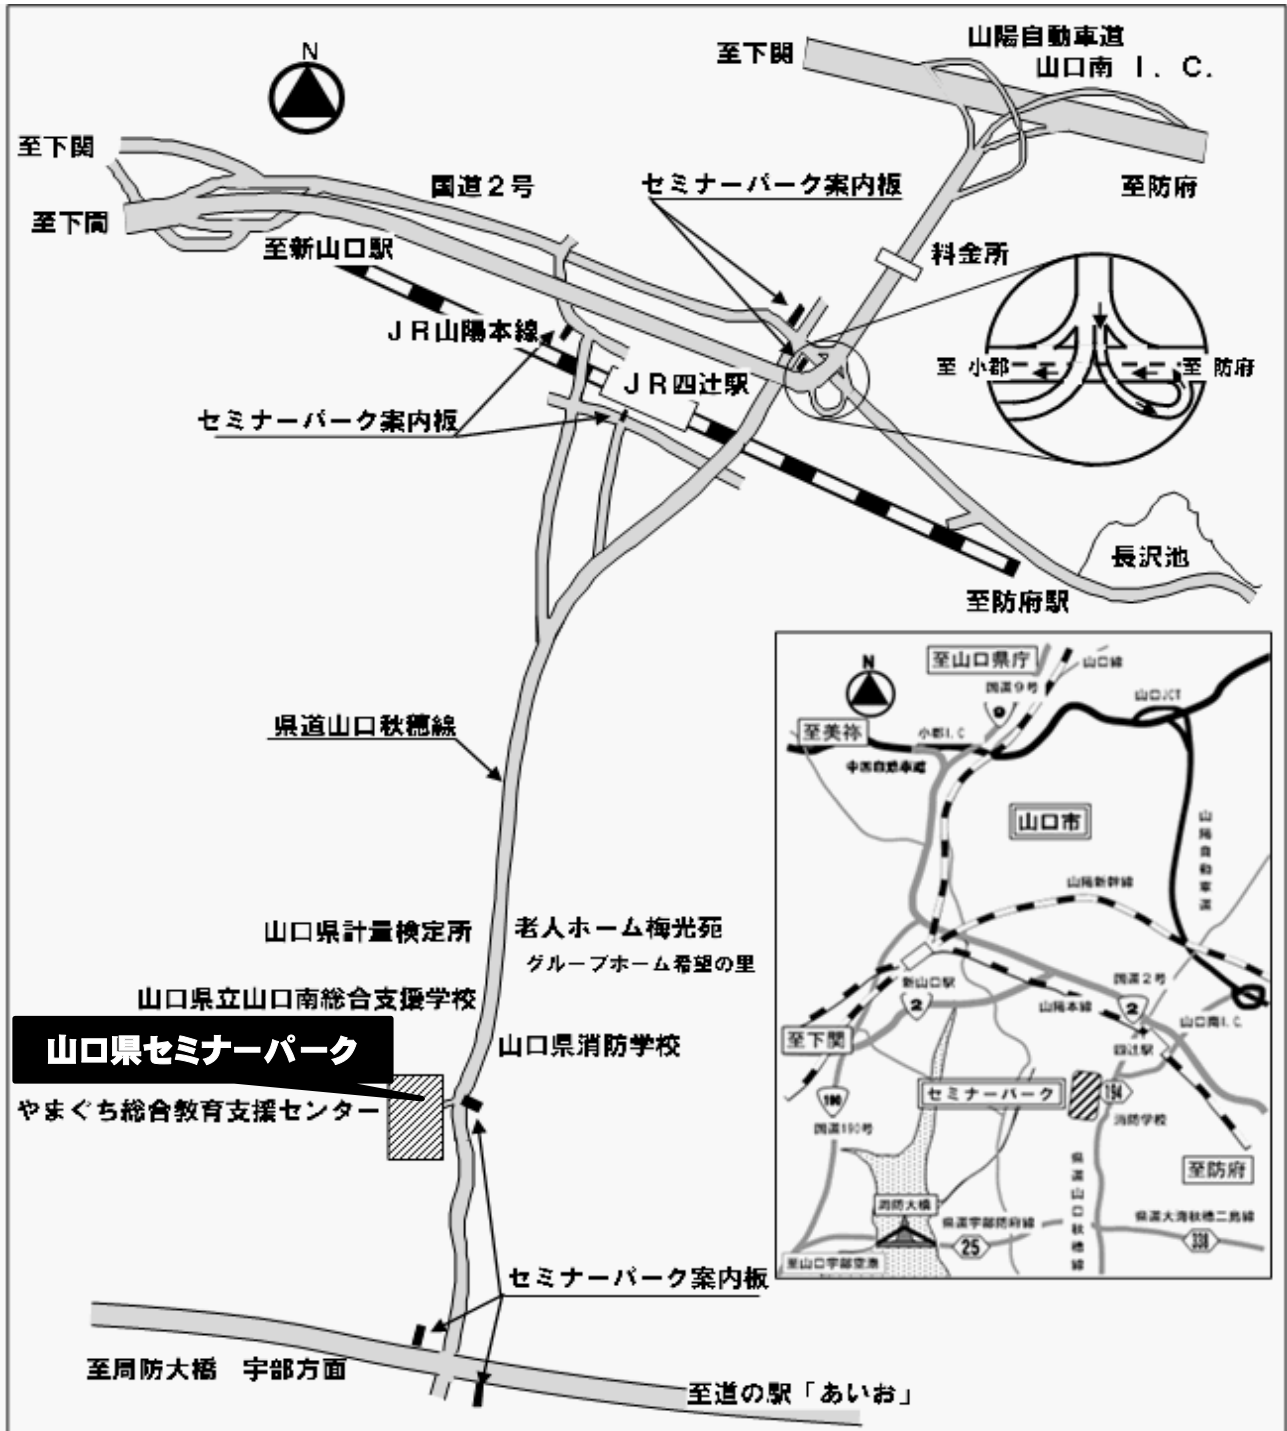 山陽自動車道
至下関
山口南 I．C．
N
至下関
国道２号
セミナーパーク案内板
至防府
至下関
至新山口駅
料金所
ＪＲ山陽本線
至 小郡
至 防府
ＪＲ四辻駅
セミナーパーク案内板
長沢池
至防府駅
県道山口秋穂線
山口県計量検定所
老人ホーム梅光苑
グループホーム希望の里
山口県立山口南総合支援学校
山口県セミナーパーク
山口県消防学校
やまぐち総合教育支援センター
セミナーパーク案内板
至周防大橋　宇部方面
至道の駅「あいお」
N
至山口県庁
山口線
国道９号
9
山口JCT
至美祢
小郡I.C
中国自動車道
山口市
山陽自動車道
山陽新幹線
新山口駅
国道２号
2
2
山陽本線
山口南I.C.
至下関
四辻駅
セミナーパーク
194
190
消防学校
国道190号
至防府
県道山口秋穂線
周防大橋
県道宇部防府線
25
県道大海秋穂二島線
338
至山口宇部空港